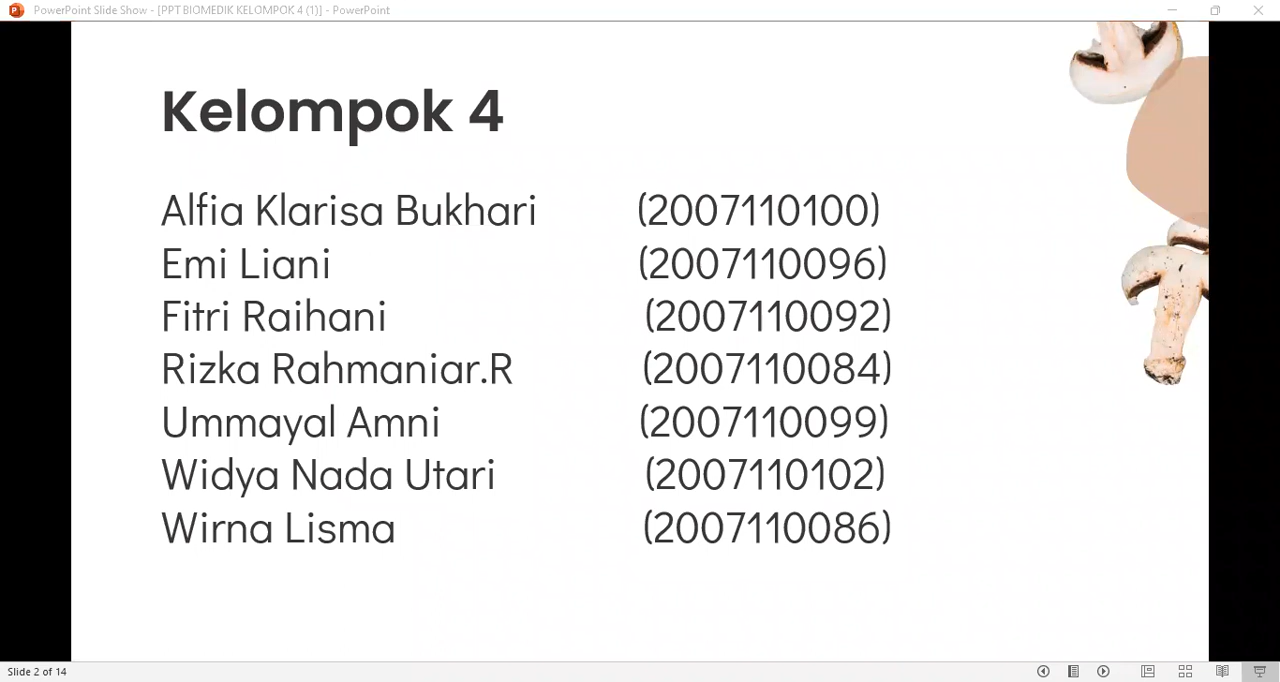 PowerPoint Slide Show - [PPT BIOMEDIK KELOMPOK 4 (1)] - PowerPoint
Kelompok 4
Alfia Klarisa Bukhari (2007110100)
Emi Liani (2007110096)
Fitri Raihani (2007110092)
Rizka Rahmaniar.R (2007110084)
Ummayal Amni (2007110099)
Widya Nada Utari (2007110102)
Wirna Lisma (2007110086)
Slide 2 of 14